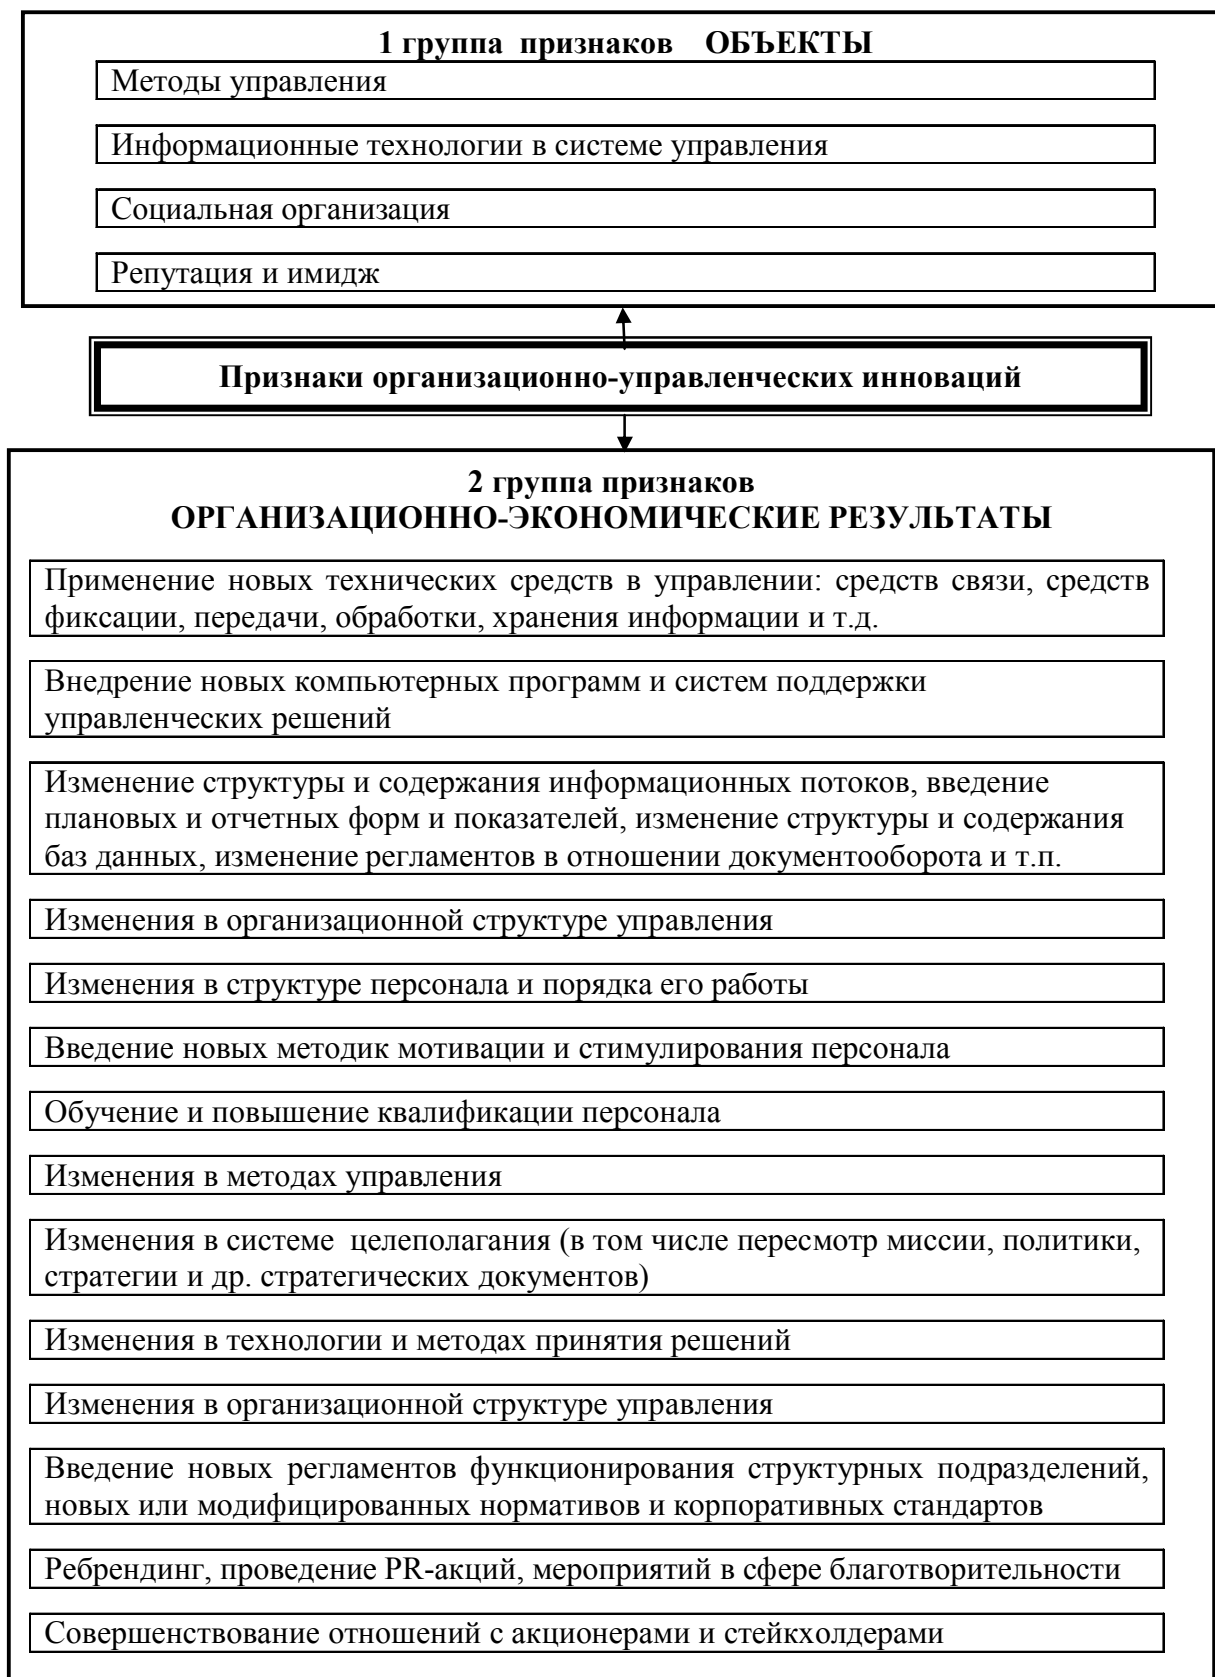 1 группа признаков ОБЪЕКТЫ
Методы управления
Информационные технологии в системе управления
Социальная организация
Репутация и имидж
Признаки организационно-управленческих инноваций
2 группа признаков
ОРГАНИЗАЦИОННО-ЭКОНОМИЧЕСКИЕ РЕЗУЛЬТАТЫ
Применение новых технических средств в управлении: средств связи, средств
фиксации, передачи, обработки, хранения информации и т.д.
Внедрение новых компьютерных программ и систем поддержки
управленческих решений
Изменение структуры и содержания информационных потоков, введение
плановых и отчетных форм и показателей, изменение структуры и содержания
баз данных, изменение регламентов в отношении документооборота и т.п.
Изменения в организационной структуре управления
Изменения в структуре персонала и порядка его работы
Введение новых методик мотивации и стимулирования персонала
Обучение и повышение квалификации персонала
Изменения в методах управления
Изменения в системе целеполагания (в том числе пересмотр миссии, политики,
стратегии и др. стратегических документов)
Изменения в технологии и методах принятия решений
Изменения в организационной структуре управления
Введение новых регламентов функционирования структурных подразделений,
новых или модифицированных нормативов и корпоративных стандартов
Ребрендинг, проведение PR-акций, мероприятий в сфере благотворительности
Совершенствование отношений с акционерами и стейкхолдерами